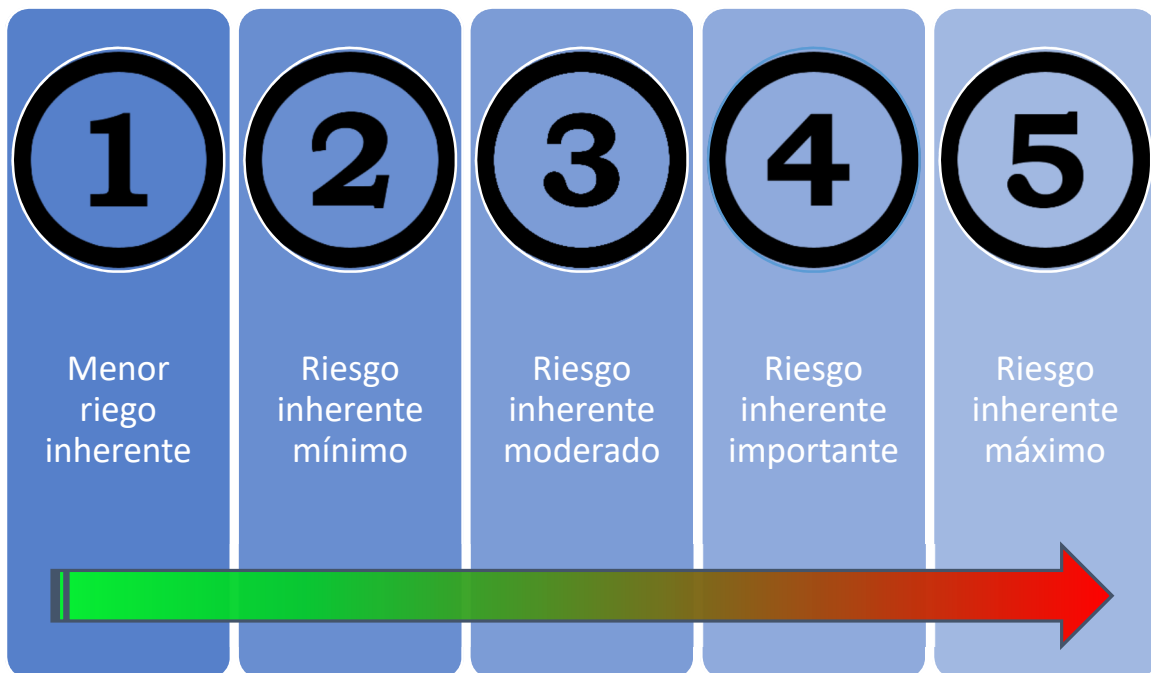 1
Menor
riego
inherente
2
Riesgo
inherente
mínimo
3
Riesgo
inherente
moderado
4
Riesgo
inherente
importante
5
Riesgo
inherente
máximo